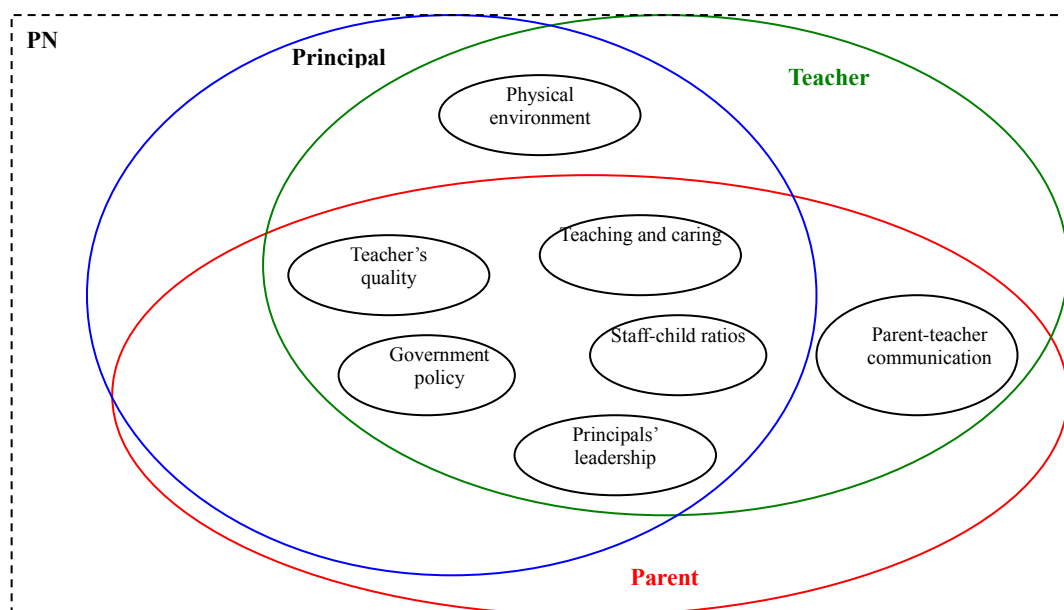 PN
Principal
Teacher
Physical
environment
Teaching and caring
Teacher’s
quality
Staff-child ratios
Parent-teacher
communication
Government
policy
Principals’
leadership
Parent